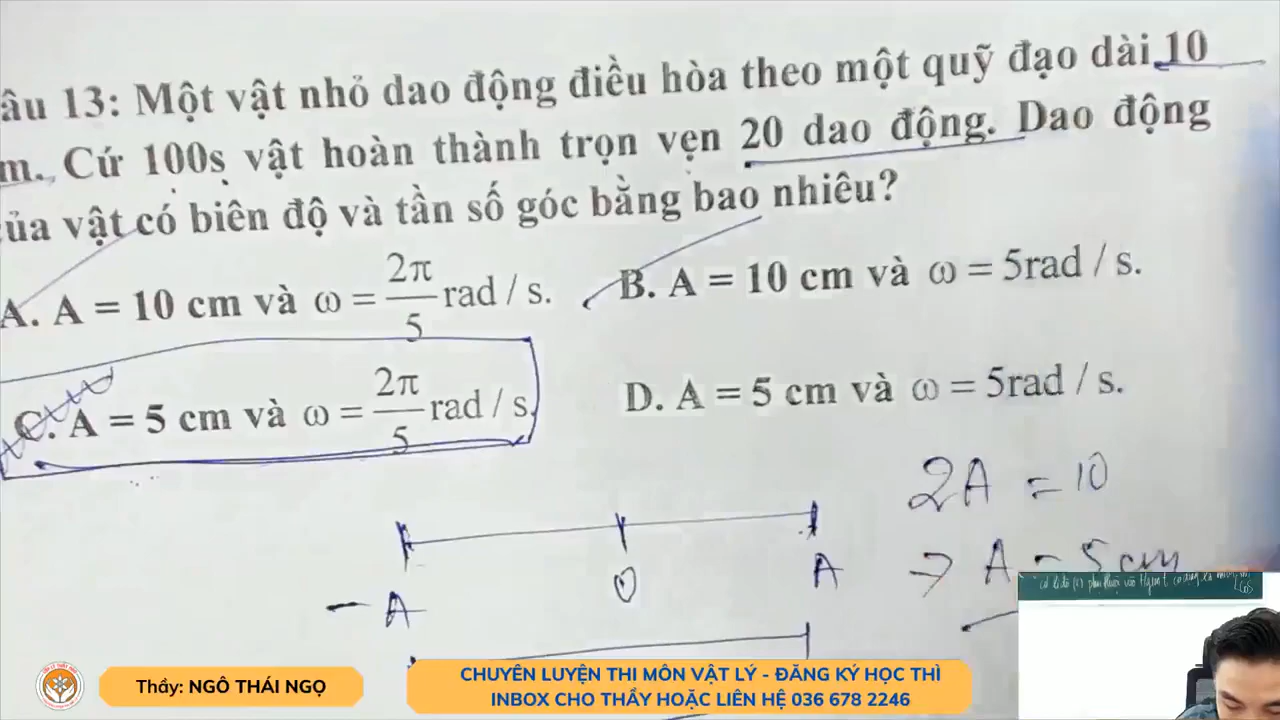 âu 13: Một vật nhỏ dao động điều hòa theo một quỹ đạo dài 10
m. Cứ 100s vật hoàn thành trọn vẹn 20 dao động. Dao động
của vật có biên độ và tần số góc bằng bao nhiêu?
A. A = 10 cm và ω = 2π/5 rad / s.
B. A = 10 cm và ω = 5rad / s.
C. A = 5 cm và ω = 2π/5 rad / s.
D. A = 5 cm và ω = 5rad / s.
2A = 10
⇒ A = 5 cm
-A O A
Thầy: NGÔ THÁI NGỌ
CHUYÊN LUYỆN THI MÔN VẬT LÝ - ĐĂNG KÝ HỌC THÌ
INBOX CHO THẦY HOẶC LIÊN HỆ 036 678 2246